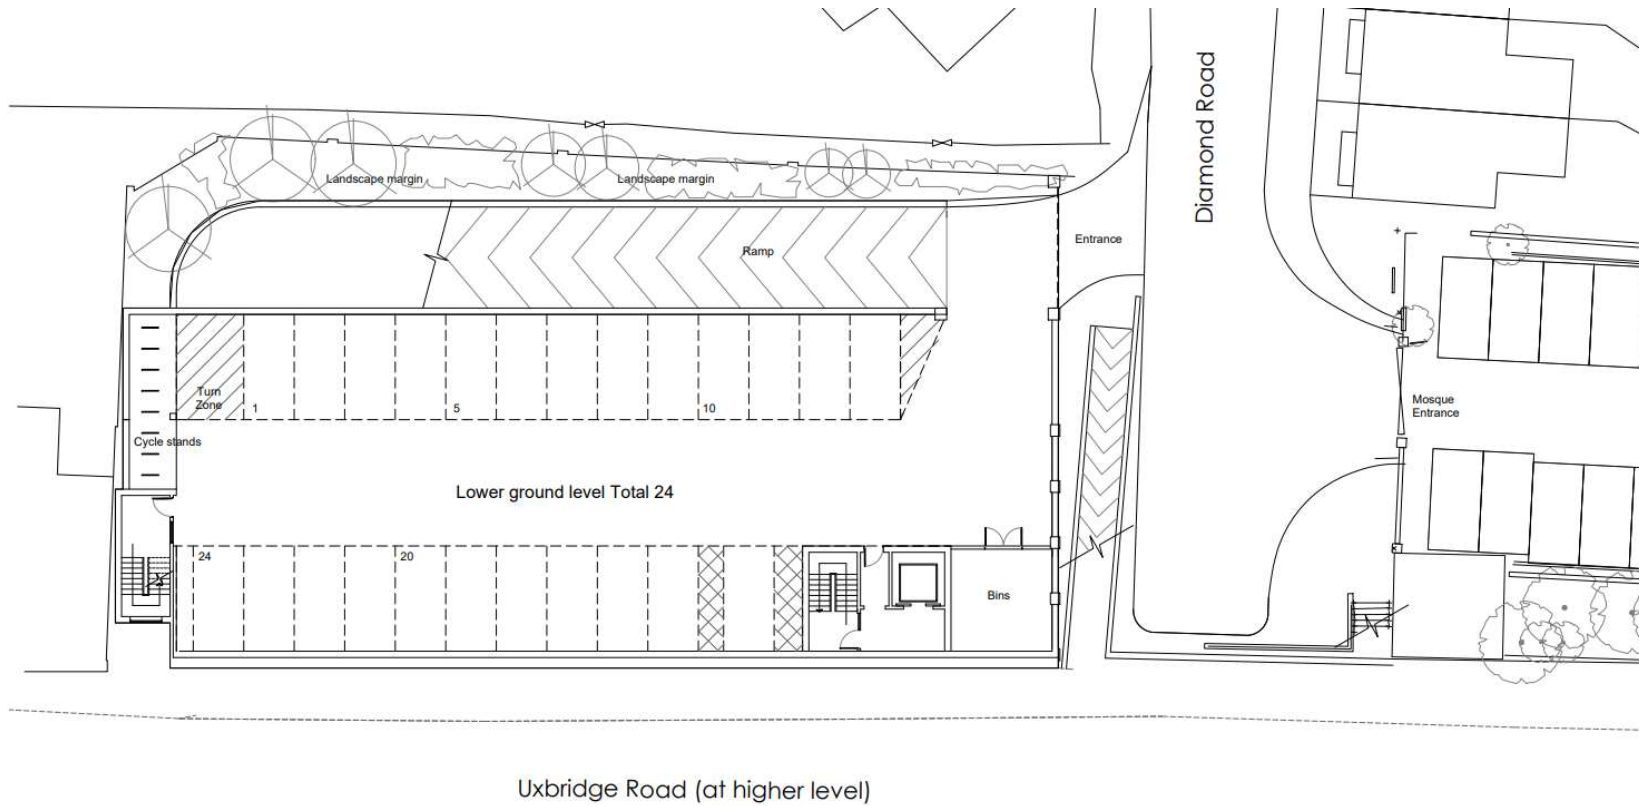 Diamond Road
Landscape margin
Landscape margin
Entrance
Ramp
Turn
Zone
1
5
10
Mosque
Entrance
Cycle stands
Lower ground level Total 24
24
20
Bins
Uxbridge Road (at higher level)